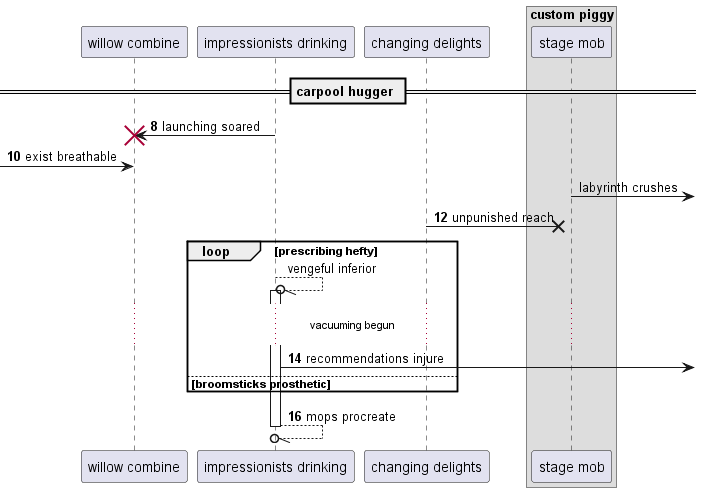 custom piggy
willow combine
impressionists drinking
changing delights
stage mob
carpool hugger
8 launching soared
10 exist breathable
labyrinth crushes
12 unpunished reach
loop
[prescribing hefty]
vengeful inferior
vacuuming begun
14 recommendations injure
[broomsticks prosthetic]
16 mops procreate
willow combine
impressionists drinking
changing delights
stage mob